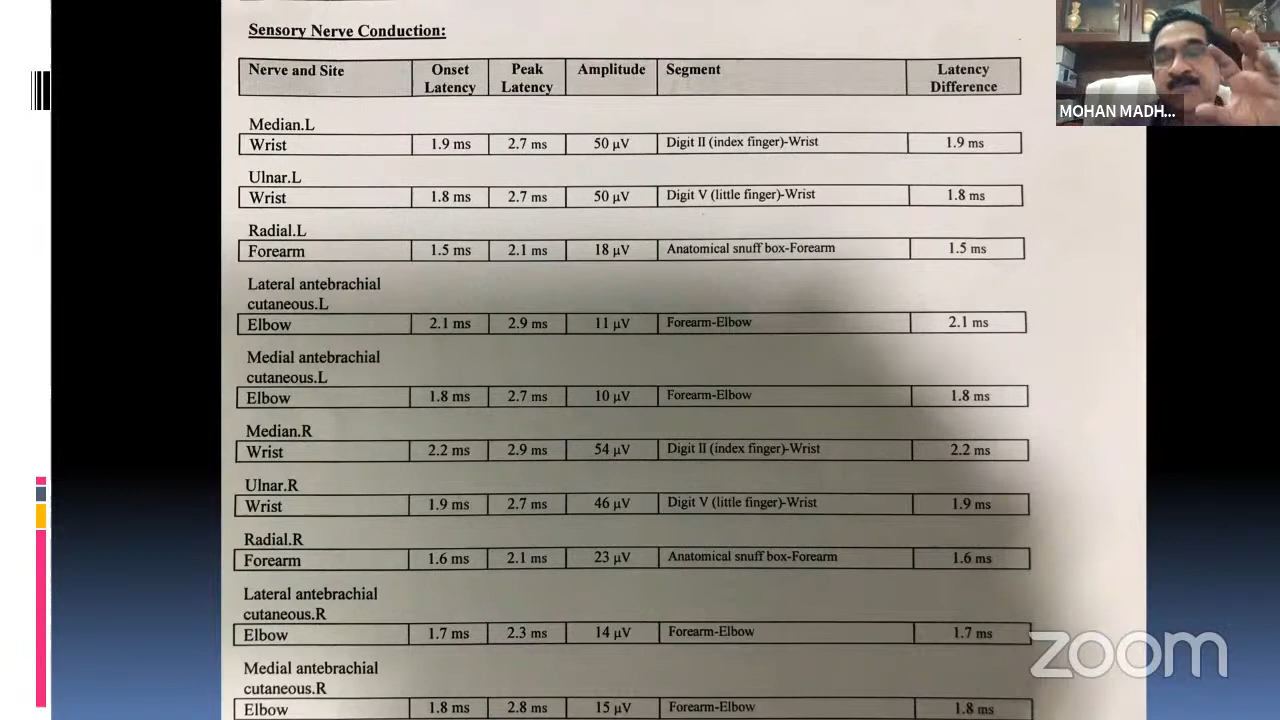 Sensory Nerve Conduction:
Nerve and Site Onset Latency Peak Latency Amplitude Segment Latency Difference
Median.L
Wrist 1.9 ms 2.7 ms 50 µV Digit II (index finger)-Wrist 1.9 ms
Ulnar.L
Wrist 1.8 ms 2.7 ms 50 µV Digit V (little finger)-Wrist 1.8 ms
Radial.L
Forearm 1.5 ms 2.1 ms 18 µV Anatomical snuff box-Forearm 1.5 ms
Lateral antebrachial
cutaneous.L
Elbow 2.1 ms 2.9 ms 11 µV Forearm-Elbow 2.1 ms
Medial antebrachial
cutaneous.L
Elbow 1.8 ms 2.7 ms 10 µV Forearm-Elbow 1.8 ms
Median.R
Wrist 2.2 ms 2.9 ms 54 µV Digit II (index finger)-Wrist 2.2 ms
Ulnar.R
Wrist 1.9 ms 2.7 ms 46 µV Digit V (little finger)-Wrist 1.9 ms
Radial.R
Forearm 1.6 ms 2.1 ms 23 µV Anatomical snuff box-Forearm 1.6 ms
Lateral antebrachial
cutaneous.R
Elbow 1.7 ms 2.3 ms 14 µV Forearm-Elbow 1.7 ms
Medial antebrachial
cutaneous.R
Elbow 1.8 ms 2.8 ms 15 µV Forearm-Elbow 1.8 ms
MOHAN MADH...
zoom